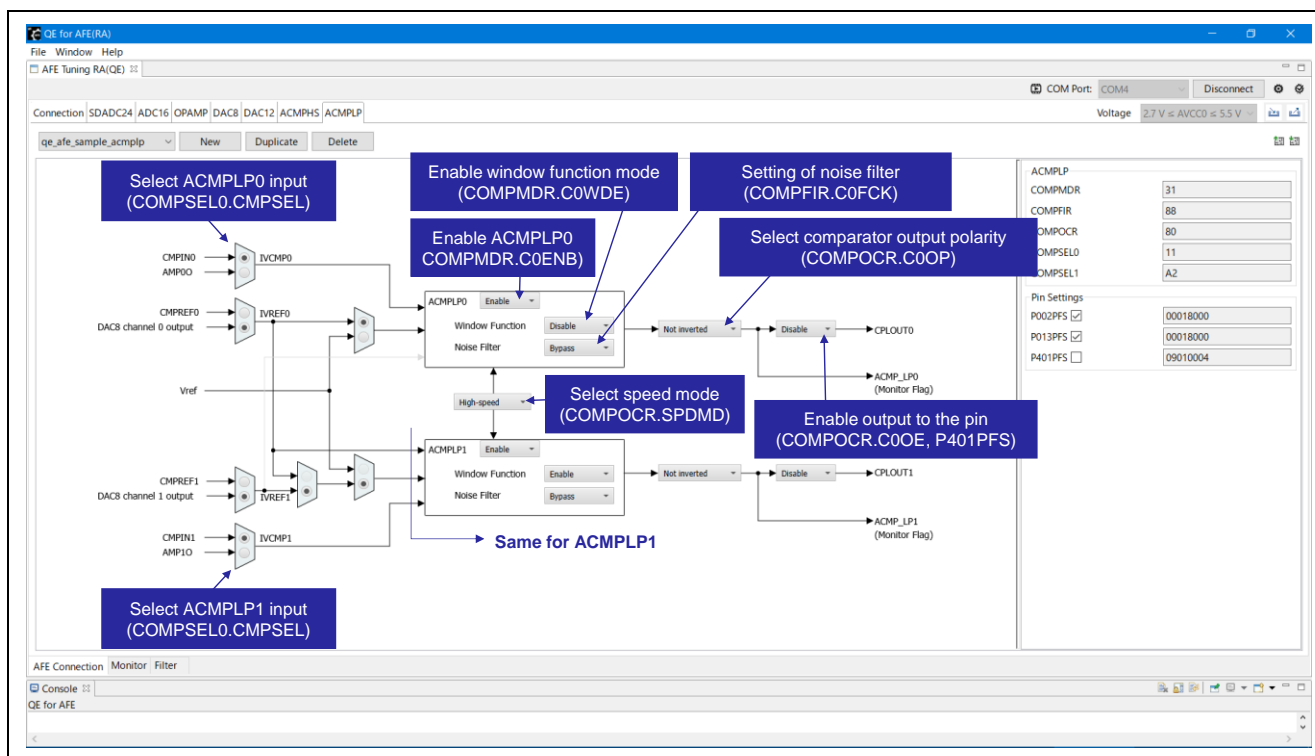 QE for AFE(RA)
File Window Help
AFE Tuning RA(QE)
COM Port: COM4 Disconnect
Connection SDADC24 ADC16 OPAMP DAC8 DAC12 ACMPHS ACMPLP
Voltage 2.7 V ≤ AVCC0 ≤ 5.5 V
qe_afe_sample_acmplp New Duplicate Delete
Select ACMPLP0 input
(COMPSEL0.CMPSEL)
Enable window function mode
(COMPMDR.C0WDE)
Setting of noise filter
(COMPFIR.C0FCK)
Enable ACMPLP0
COMPMDR.C0ENB)
Select comparator output polarity
(COMPOCR.C0OP)
CMPIN0
AMP0O
IVCMP0
CMPREF0
DAC8 channel 0 output
IVREF0
ACMPLP0 Enable
Window Function Disable
Noise Filter Bypass
Not inverted
Disable
CPLOUT0
ACMP_LP0
(Monitor Flag)
Vref
High-speed
Select speed mode
(COMPOCR.SPDMD)
Enable output to the pin
(COMPOCR.C0OE, P401PFS)
ACMPLP1 Enable
Window Function Enable
Noise Filter Bypass
Not inverted
Disable
CPLOUT1
ACMP_LP1
(Monitor Flag)
CMPREF1
DAC8 channel 1 output
IVREF1
CMPIN1
AMP1O
IVCMP1
Same for ACMPLP1
Select ACMPLP1 input
(COMPSEL0.CMPSEL)
ACMPLP
COMPMDR 31
COMPFIR 88
COMPOCR 80
COMPSEL0 11
COMPSEL1 A2
Pin Settings
P002PFS 00018000
P013PFS 00018000
P401PFS 09010004
AFE Connection Monitor Filter
Console
QE for AFE